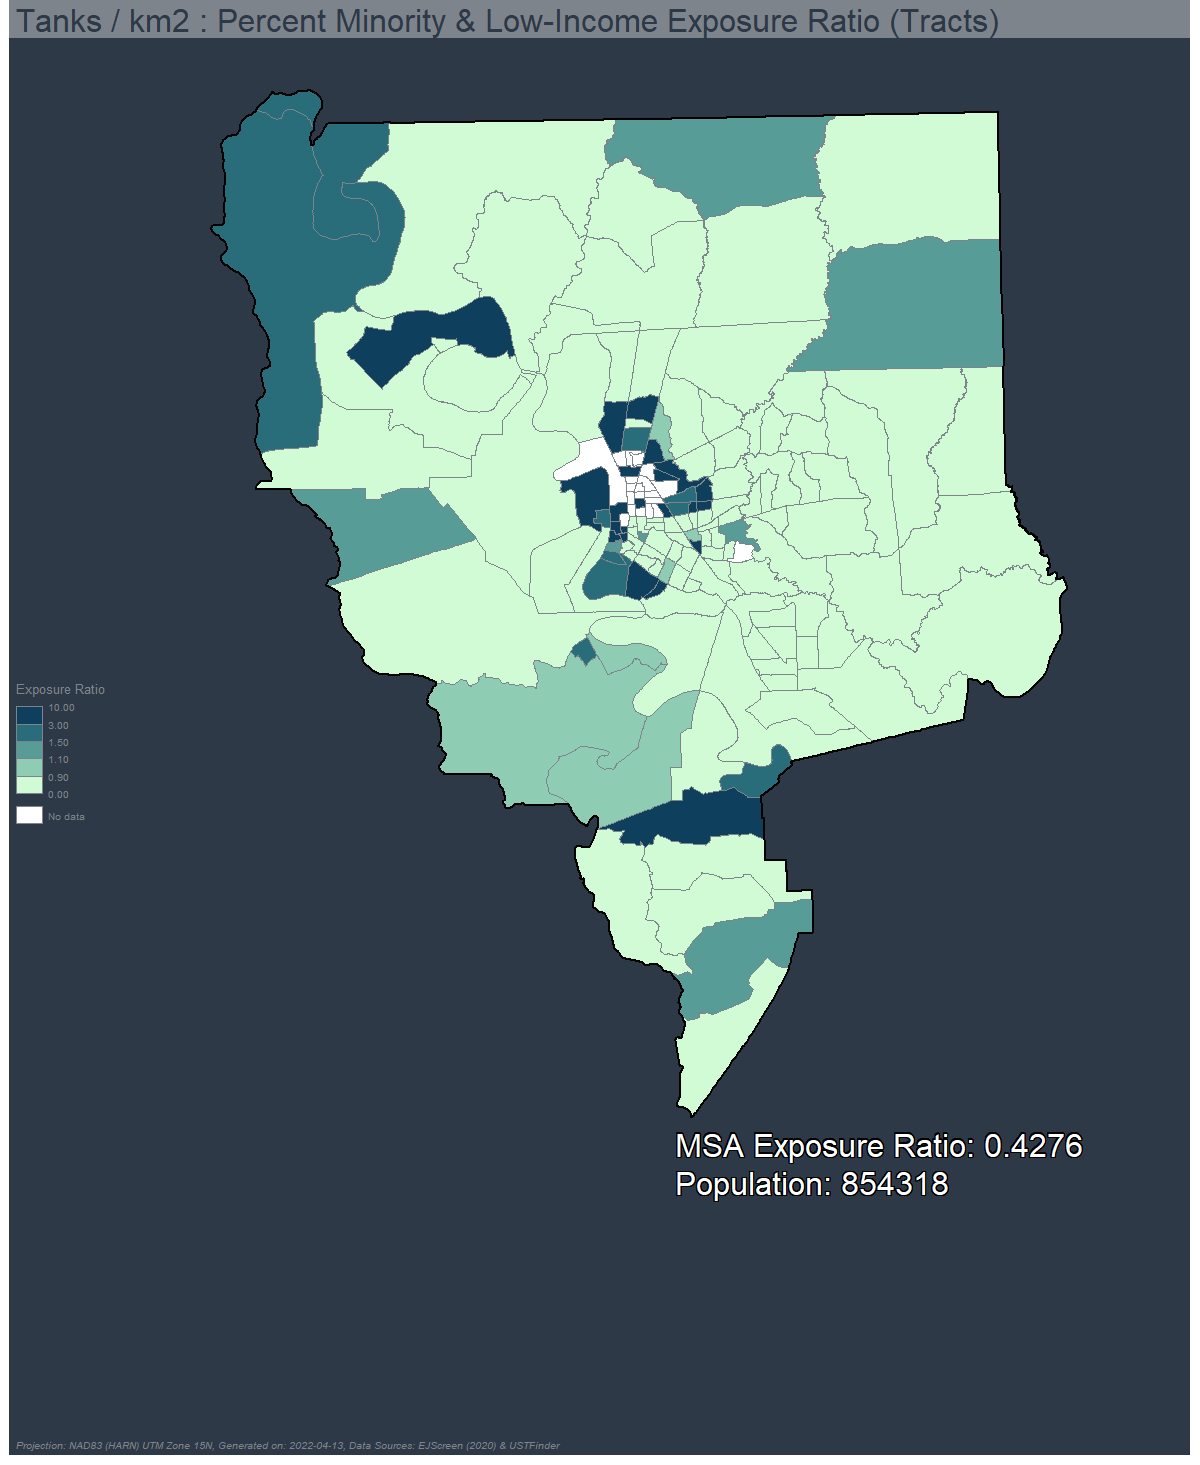 Tanks / km2 : Percent Minority & Low-Income Exposure Ratio (Tracts)
Exposure Ratio
10.00
3.00
1.50
1.10
0.90
0.00
No data
MSA Exposure Ratio: 0.4276
Population: 854318
Projection: NAD83 (HARN) UTM Zone 15N, Generated on: 2022-04-13, Data Sources: EJScreen (2020) & USTFinder